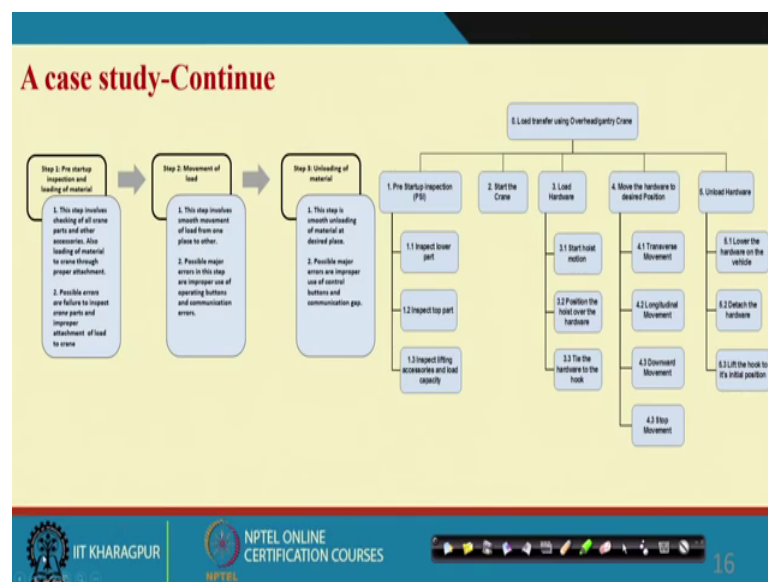 A case study-Continue
Step 1: Pre startup
inspection and
loading of material
1. This step involves
checking of all crane
parts and other
accessories. Also
loading of material
to crane through
proper attachment.
2. Possible errors
are failure to inspect
crane parts and
improper
attachment of load
to crane
Step 2: Movement of
load
1. This step involves
smooth movement
of load from one
place to other.
2. Possible major
errors in this step
are improper use of
operating buttons
and communication
errors.
Step 3: Unloading of
material
1. This step is
smooth unloading
of material at
desired place.
2. Possible major
errors are improper
use of control
buttons and
communication gap.
0. Load transfer using Overhead/gantry Crane
1. Pre Startup inspection
(PSI)
1.1 Inspect lower
part
1.2 Inspect top part
1.3 Inspect lifting
accessories and load
capacity
2. Start the
Crane
3. Load
Hardware
3.1 Start hoist
motion
3.2 Position the
hoist over the
hardware
3.3 Tie the
hardware to the
hook
4. Move the hardware to
desired Position
4.1 Transverse
Movement
4.2 Longitudinal
Movement
4.3 Downward
Movement
4.3 Stop
Movement
5. Unload Hardware
5.1 Lower the
hardware on the
vehicle
5.2 Detach the
hardware
5.3 Lift the hook to
it's initial position
IIT KHARAGPUR
NPTEL
NPTEL ONLINE
CERTIFICATION COURSES
16